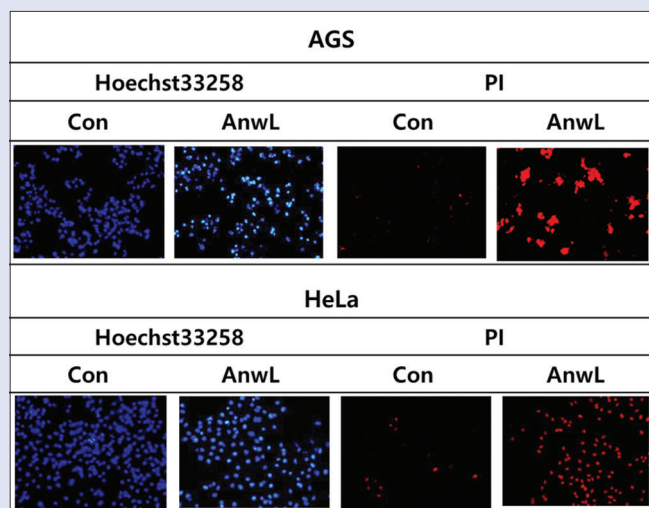 AGS
Hoechst33258 PI
Con AnwL Con AnwL
HeLa
Hoechst33258 PI
Con AnwL Con AnwL